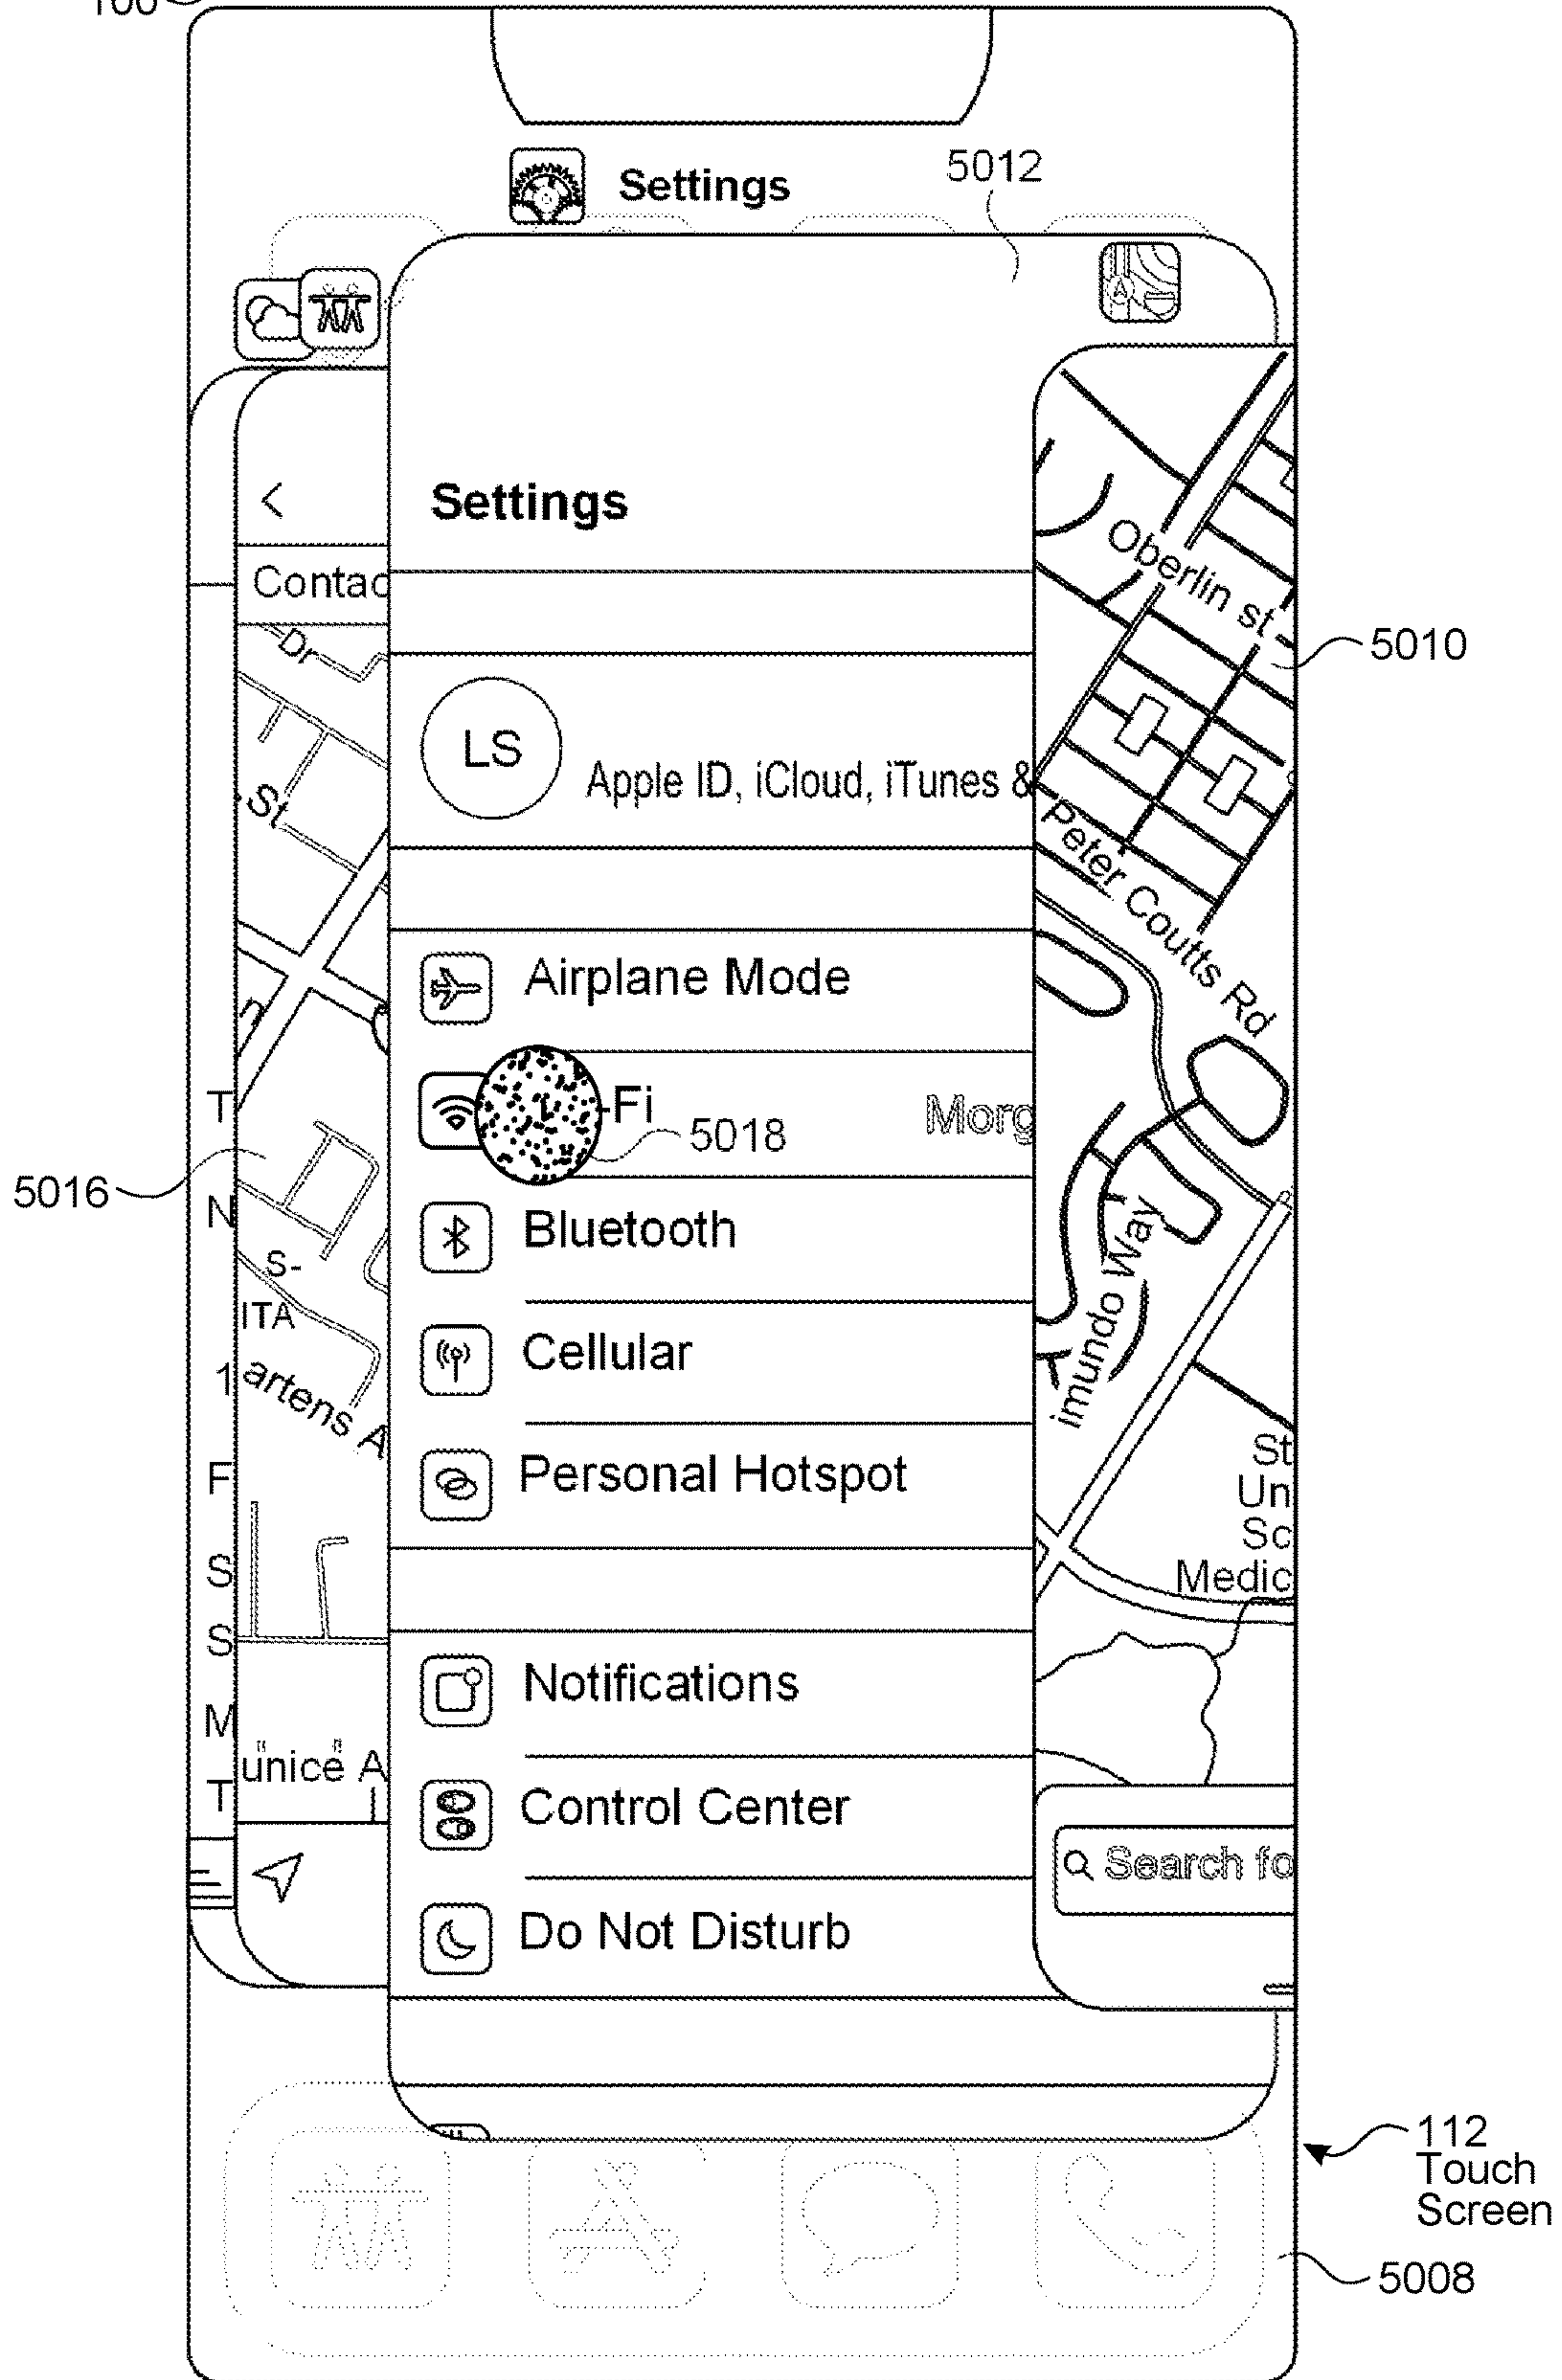 100
Settings
5012
Settings
Contac
Oberlin st
5010
Dr
LS
Apple ID, iCloud, iTunes &
St
Peter Coutts Rd
Airplane Mode
T
-Fi
Morg
5018
5016
N
Bluetooth
S-
ITA
imundo Way
Cellular
1
artens A
St
F
Personal Hotspot
Un
Sc
Medic
S
S
Notifications
M
unice A
T
Control Center
Search fo
Do Not Disturb
112
Touch
Screen
5008